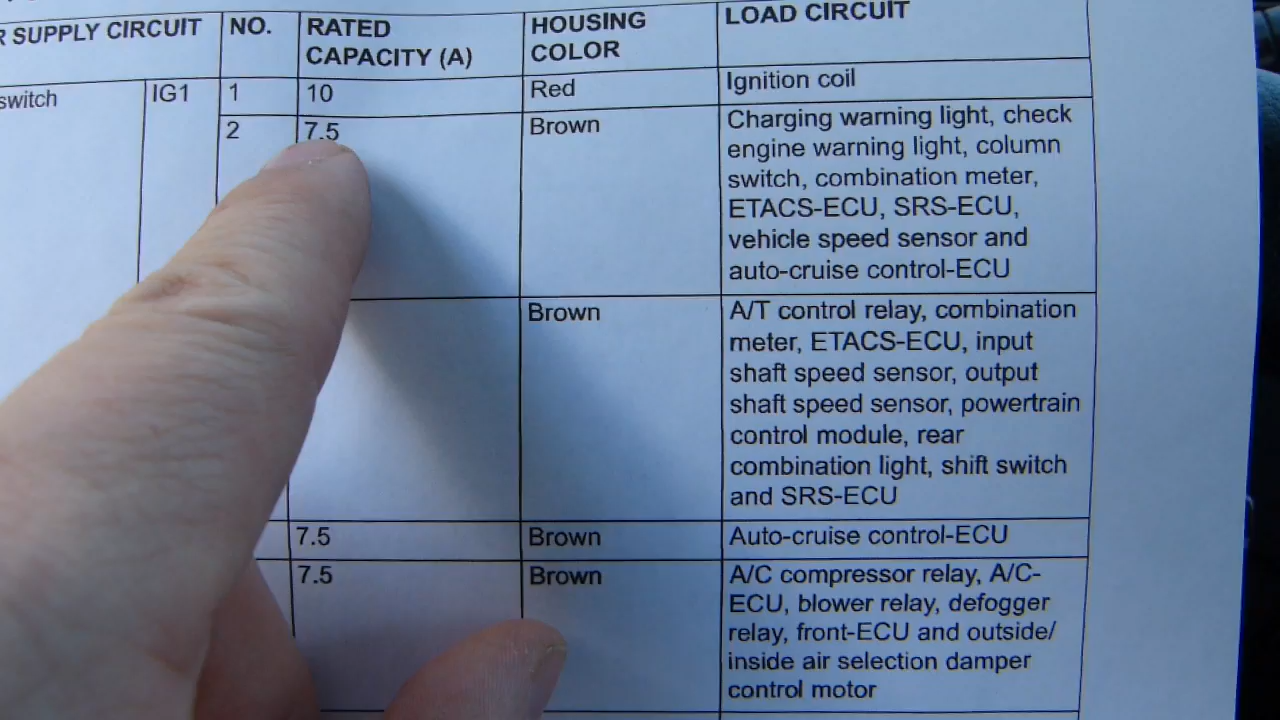 R SUPPLY CIRCUIT NO. RATED CAPACITY (A) HOUSING COLOR LOAD CIRCUIT
switch IG1 1 10 Red Ignition coil
2 7.5 Brown Charging warning light, check
engine warning light, column
switch, combination meter,
ETACS-ECU, SRS-ECU,
vehicle speed sensor and
auto-cruise control-ECU
Brown A/T control relay, combination
meter, ETACS-ECU, input
shaft speed sensor, output
shaft speed sensor, powertrain
control module, rear
combination light, shift switch
and SRS-ECU
7.5 Brown Auto-cruise control-ECU
7.5 Brown A/C compressor relay, A/C-
ECU, blower relay, defogger
relay, front-ECU and outside/
inside air selection damper
control motor